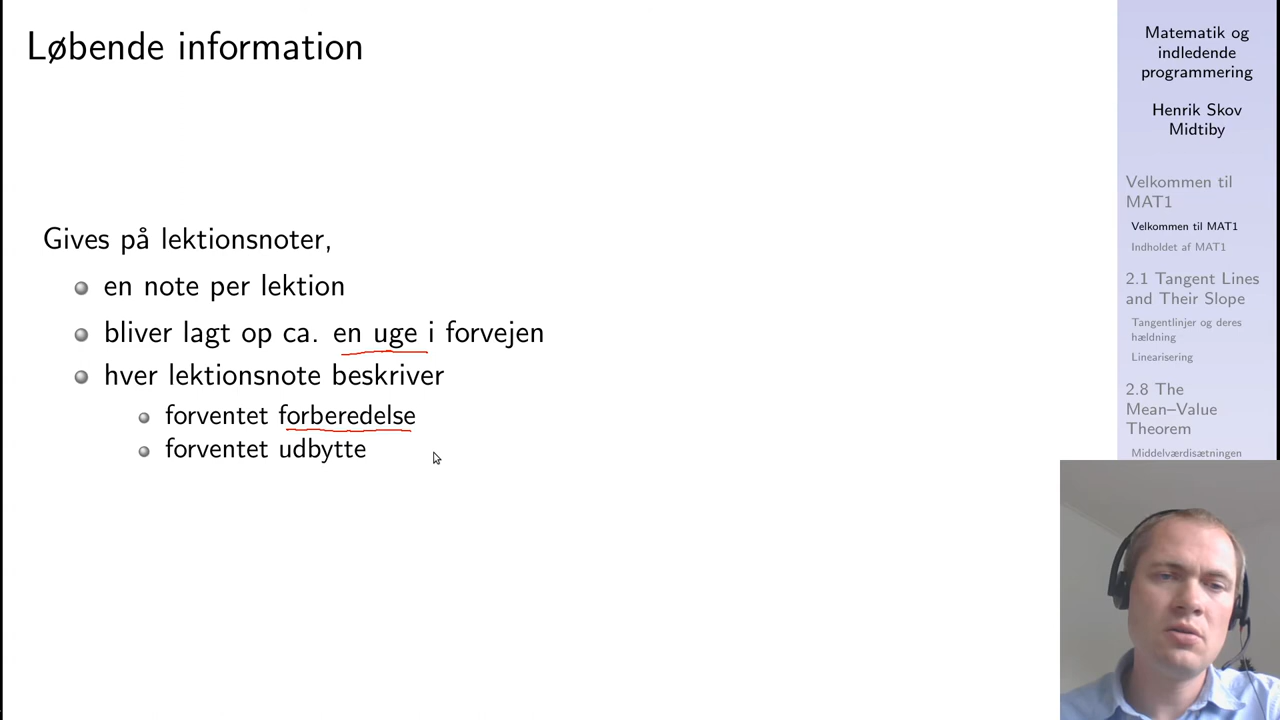 Løbende information
Gives på lektionsnoter,
en note per lektion
bliver lagt op ca. en uge i forvejen
hver lektionsnote beskriver
forventet forberedelse
forventet udbytte
Matematik og
indledende
programmering
Henrik Skov
Midtiby
Velkommen til
MAT1
Velkommen til MAT1
Indholdet af MAT1
2.1 Tangent Lines
and Their Slope
Tangentlinjer og deres
hældning
Linearisering
2.8 The
Mean–Value
Theorem
Middelværdisætningen